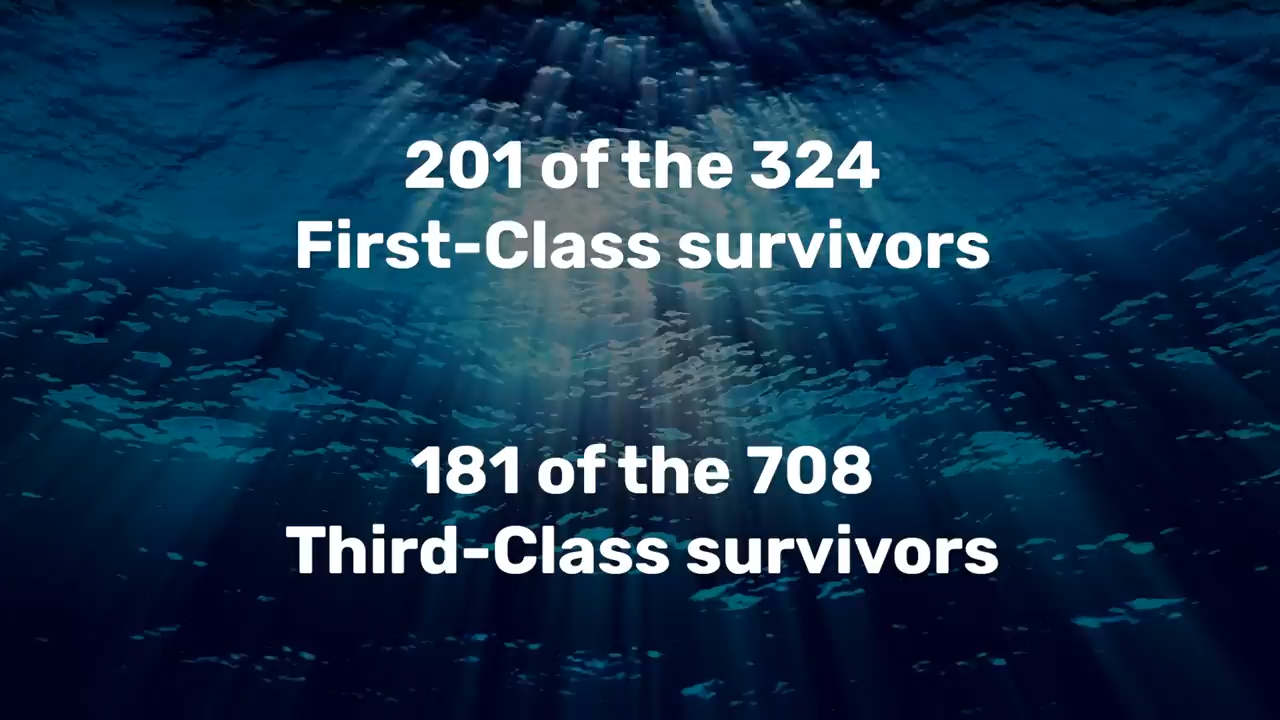 201 of the 324
First-Class survivors
181 of the 708
Third-Class survivors